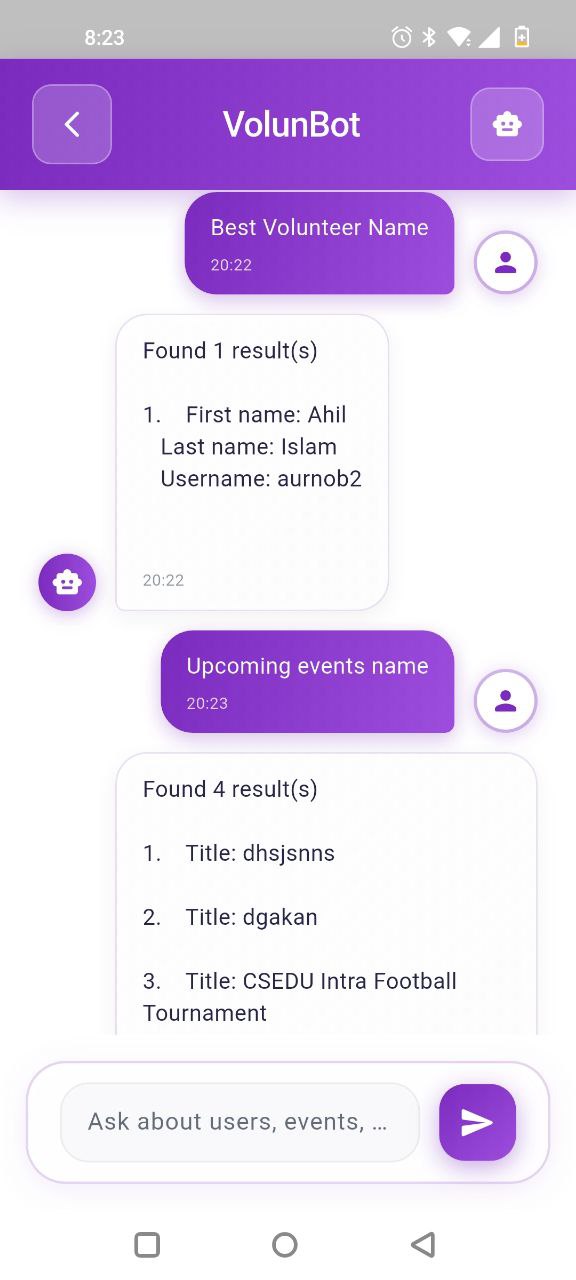 8:23
VolunBot
Best Volunteer Name
20:22
Found 1 result(s)
1. First name: Ahil
Last name: Islam
Username: aurnob2
20:22
Upcoming events name
20:23
Found 4 result(s)
1. Title: dhsjsnns
2. Title: dgakan
3. Title: CSEDU Intra Football
Tournament
Ask about users, events, ...